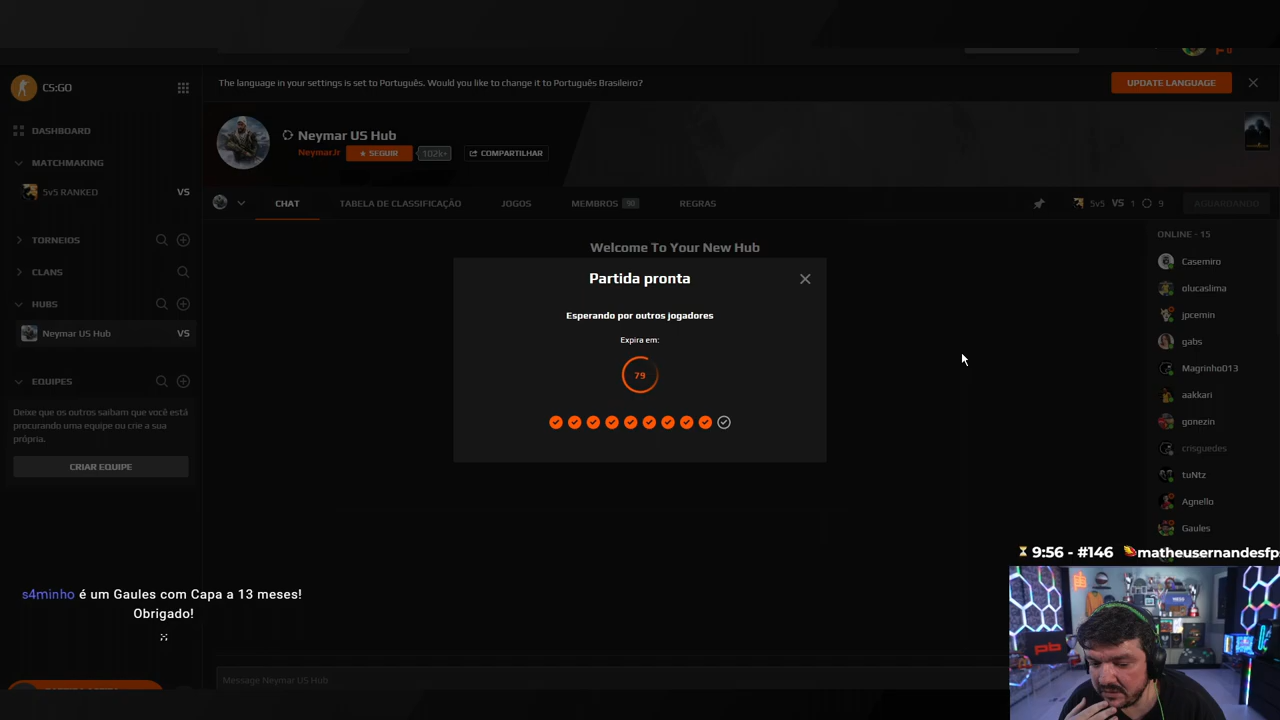 The language in your settings is set to Português. Would you like to change it to Português Brasileiro?
UPDATE LANGUAGE
CS:GO
DASHBOARD
MATCHMAKING
5v5 RANKED VS
TORNEIOS
CLANS
HUBS
Neymar US Hub VS
EQUIPES
Deixe que os outros saibam que você está
procurando uma equipe ou crie a sua
própria.
CRIAR EQUIPE
Neymar US Hub
NeymarJr SEGUIR 102k+ COMPARTILHAR
CHAT TABELA DE CLASSIFICAÇÃO JOGOS MEMBROS 90 REGRAS
5v5 VS 1 9 AGUARDANDO
Welcome To Your New Hub
Partida pronta
Esperando por outros jogadores
Expira em:
79
ONLINE - 15
Casemiro
olucaslima
jpcemin
gabs
Magrinho013
aakkari
gonezin
crisguedes
tuNtz
Agnello
Gaules
9:56 - #146 matheusernandesfps
s4minho é um Gaules com Capa a 13 meses!
Obrigado!
Message Neymar US Hub